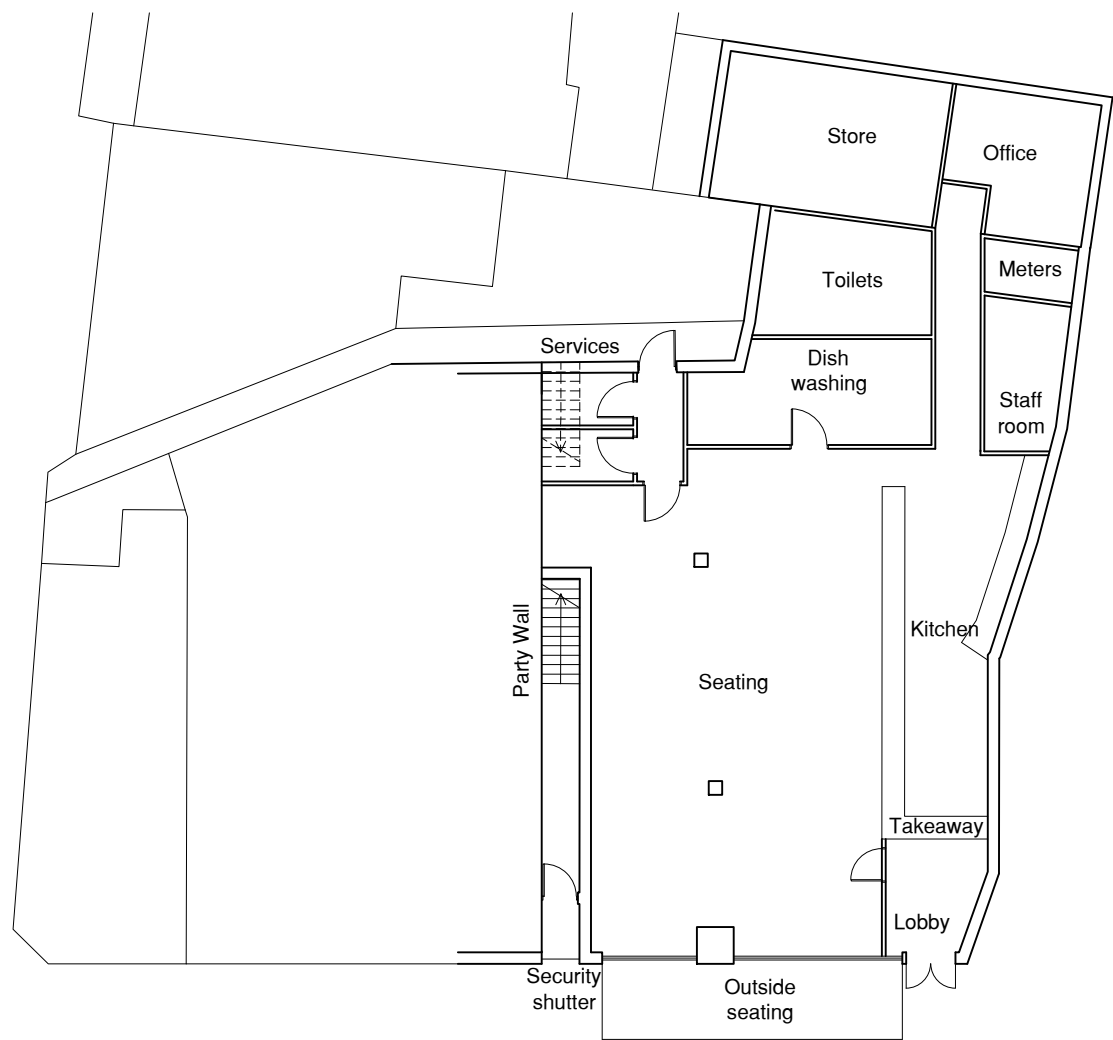 Store
Office
Toilets
Meters
Services
Dish
washing
Staff
room
Party Wall
Kitchen
Seating
Takeaway
Lobby
Security
shutter
Outside
seating